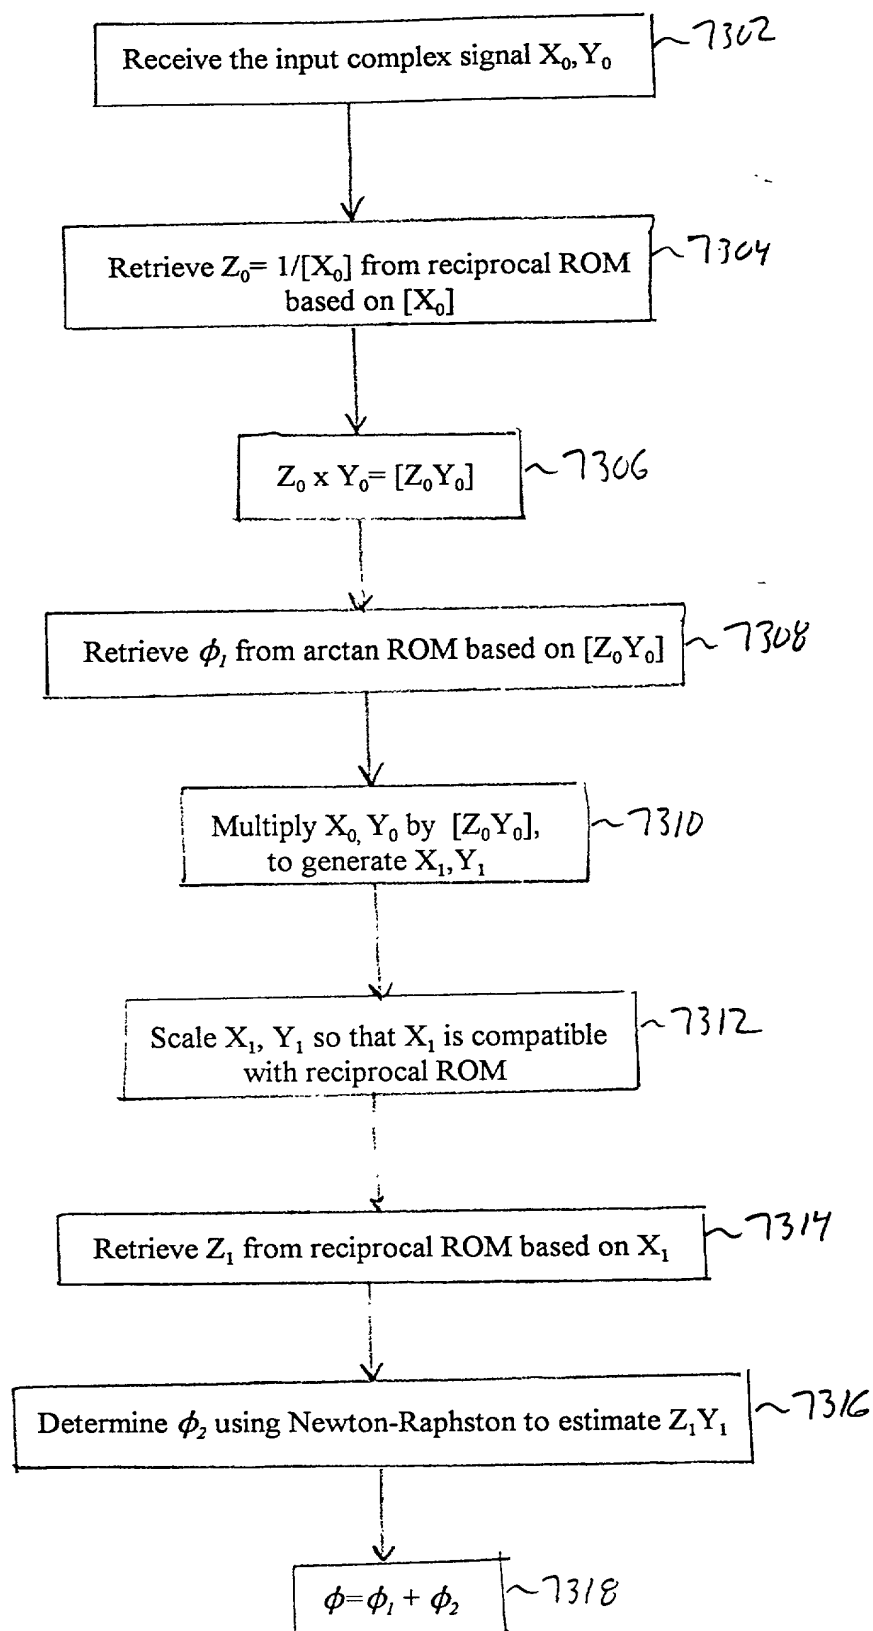 Receive the input complex signal X₀, Y₀
7302
Retrieve Z₀= 1/[X₀] from reciprocal ROM
based on [X₀]
7304
Z₀ x Y₀= [Z₀Y₀]
7306
Retrieve ϕ₁ from arctan ROM based on [Z₀Y₀]
7308
Multiply X₀, Y₀ by [Z₀Y₀],
to generate X₁, Y₁
7310
Scale X₁, Y₁ so that X₁ is compatible
with reciprocal ROM
7312
Retrieve Z₁ from reciprocal ROM based on X₁
7314
Determine ϕ₂ using Newton-Raphston to estimate Z₁Y₁
7316
ϕ=ϕ₁ + ϕ₂
7318